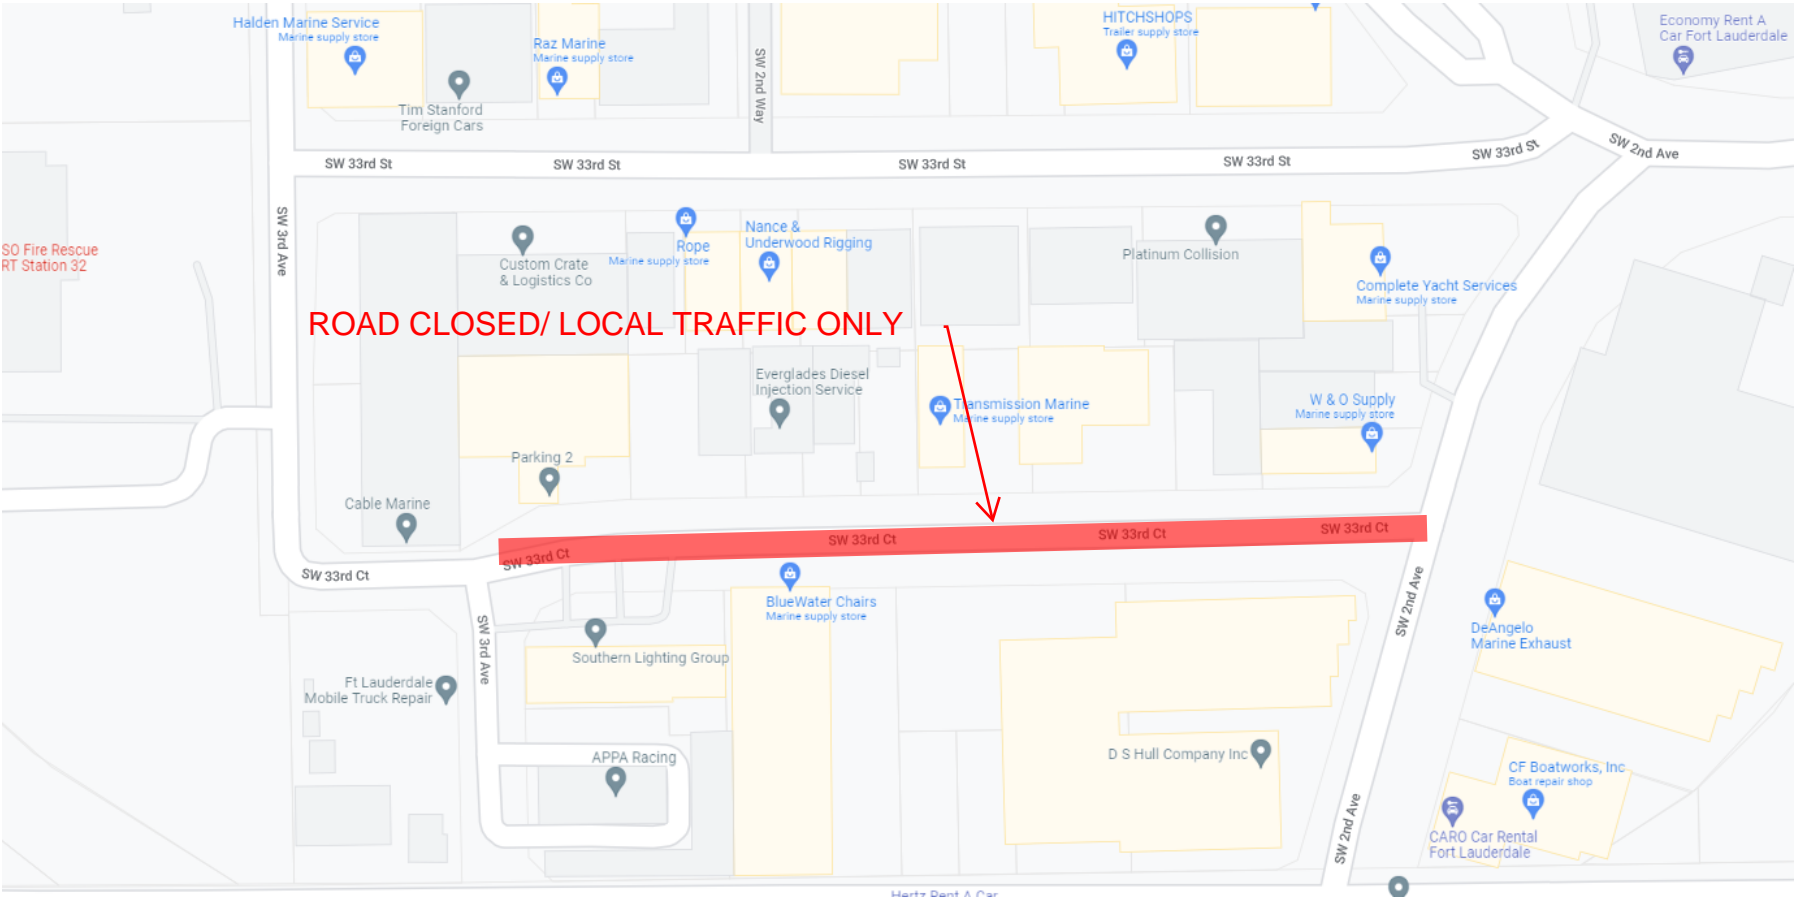 Halden Marine Service
Marine supply store
Raz Marine
Marine supply store
Tim Stanford
Foreign Cars
SW 2nd Way
HITCHSHOPS
Trailer supply store
Economy Rent A
Car Fort Lauderdale
SW 33rd St
SW 33rd St
SW 33rd St
SW 33rd St
SW 33rd St
SW 2nd Ave
SW 3rd Ave
SO Fire Rescue
RT Station 32
Custom Crate
& Logistics Co
Rope
Marine supply store
Nance &
Underwood Rigging
Platinum Collision
Complete Yacht Services
Marine supply store
ROAD CLOSED/ LOCAL TRAFFIC ONLY
Everglades Diesel
Injection Service
Transmission Marine
Marine supply store
W & O Supply
Marine supply store
Parking 2
Cable Marine
SW 33rd Ct
SW 33rd Ct
SW 33rd Ct
SW 33rd Ct
SW 33rd Ct
BlueWater Chairs
Marine supply store
SW 2nd Ave
DeAngelo
Marine Exhaust
SW 3rd Ave
Southern Lighting Group
Ft Lauderdale
Mobile Truck Repair
APPA Racing
D S Hull Company Inc
CF Boatworks, Inc
Boat repair shop
SW 2nd Ave
CARO Car Rental
Fort Lauderdale
Hertz Rent A Car